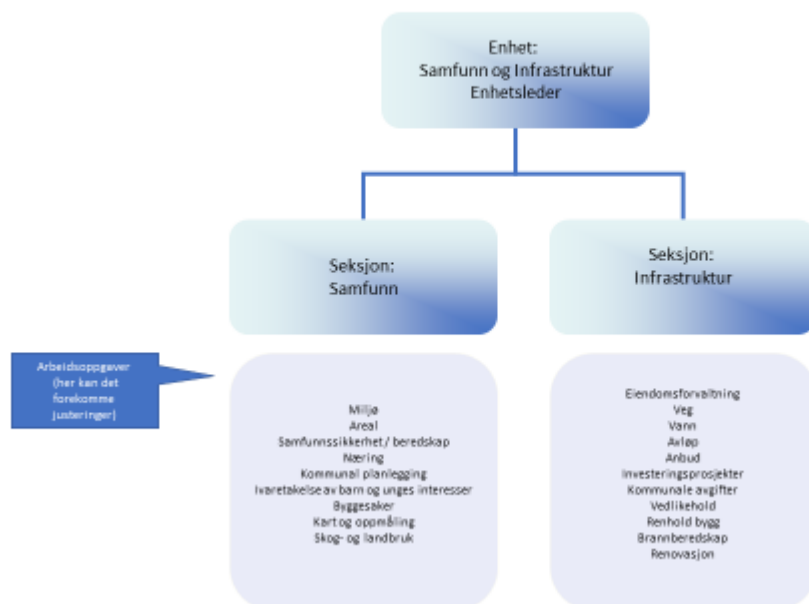 Enhet:
Samfunn og Infrastruktur
Enhetsleder
Seksjon:
Samfunn
Seksjon:
Infrastruktur
Arbeidsoppgaver
(her kan det
forekomme
justeringer)
Miljø
Areal
Samfunnssikkerhet/ beredskap
Næring
Kommunal planlegging
Ivaretakelse av barn og unges interesser
Byggesaker
Kart og oppmåling
Skog- og landbruk
Eiendomsforvaltning
Veg
Vann
Avløp
Anbud
Investeringsprosjekter
Kommunale avgifter
Vedlikehold
Renhold bygg
Brannberedskap
Renovasjon